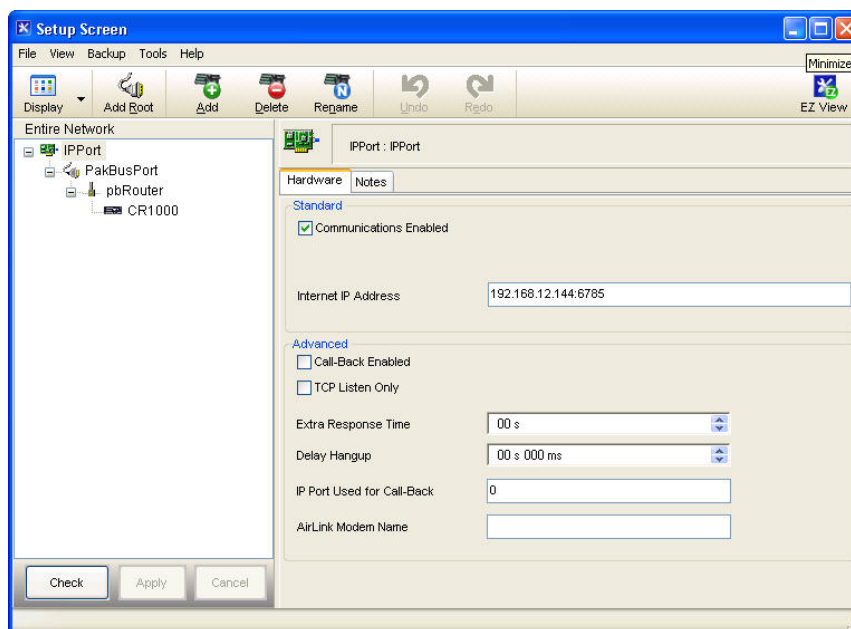 Setup Screen
File View Backup Tools Help
Minimize
Display Add Root Add Delete Rename Undo Redo EZ View
Entire Network
IPPort
PakBusPort
pbRouter
CR1000
IPPort : IPPort
Hardware Notes
Standard
Communications Enabled
Internet IP Address 192.168.12.144:6785
Advanced
Call-Back Enabled
TCP Listen Only
Extra Response Time 00 s
Delay Hangup 00 s 000 ms
IP Port Used for Call-Back 0
AirLink Modem Name
Check Apply Cancel